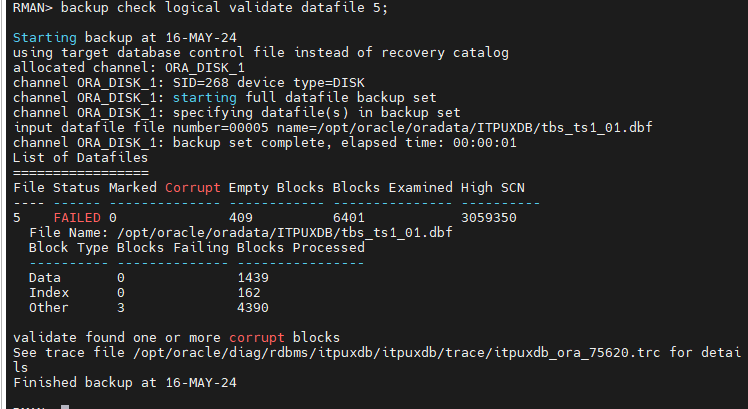 RMAN> backup check logical validate datafile 5;
Starting backup at 16-MAY-24
using target database control file instead of recovery catalog
allocated channel: ORA_DISK_1
channel ORA_DISK_1: SID=268 device type=DISK
channel ORA_DISK_1: starting full datafile backup set
channel ORA_DISK_1: specifying datafile(s) in backup set
input datafile file number=00005 name=/opt/oracle/oradata/ITPUXDB/tbs_ts1_01.dbf
channel ORA_DISK_1: backup set complete, elapsed time: 00:00:01
List of Datafiles
=================
File Status Marked Corrupt Empty Blocks Blocks Examined High SCN
---- ------ -------------- ------------ --------------- ----------
5    FAILED 0              409          6401            3059350
  File Name: /opt/oracle/oradata/ITPUXDB/tbs_ts1_01.dbf
  Block Type Blocks Failing Blocks Processed
  ---------- -------------- ----------------
  Data       0              1439
  Index      0              162
  Other      3              4390
validate found one or more corrupt blocks
See trace file /opt/oracle/diag/rdbms/itpuxdb/itpuxdb/trace/itpuxdb_ora_75620.trc for detai
ls
Finished backup at 16-MAY-24
RMAN>